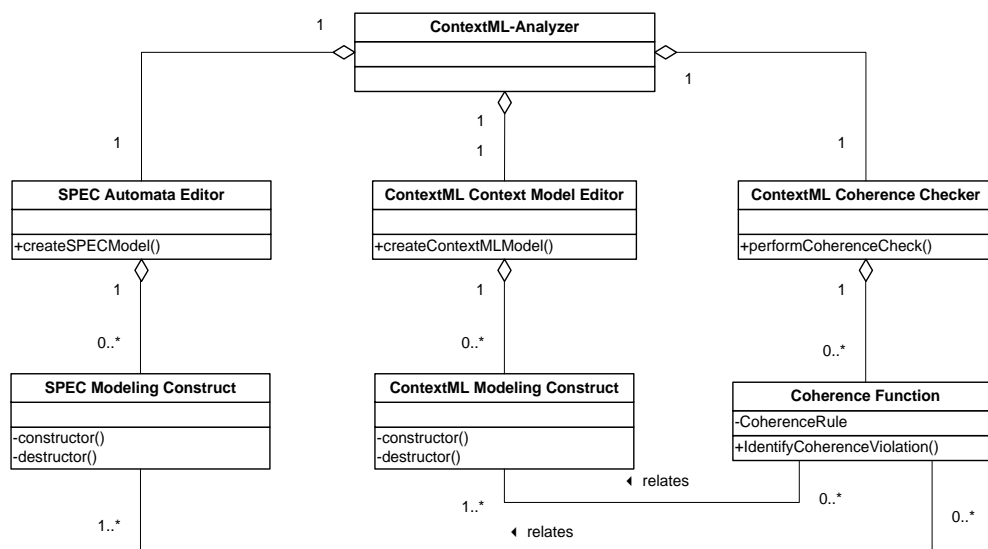 ContextML-Analyzer
1
1
1
1
1
1
SPEC Automata Editor
+createSPECModel()
ContextML Context Model Editor
+createContextMLModel()
ContextML Coherence Checker
+performCoherenceCheck()
1
1
1
0..*
0..*
0..*
SPEC Modeling Construct
-constructor()
-destructor()
ContextML Modeling Construct
-constructor()
-destructor()
Coherence Function
-CoherenceRule
+IdentifyCoherenceViolation()
◄ relates
1..*
0..*
0..*
1..*
◄ relates